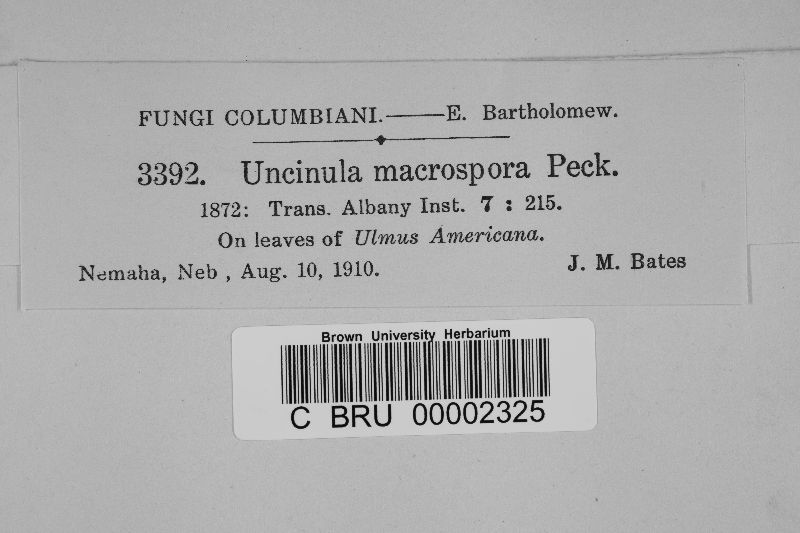 FUNGI COLUMBIANI.——E. Bartholomew.
3392. Uncinula macrospora Peck.
1872: Trans. Albany Inst. 7 : 215.
On leaves of Ulmus Americana.
Nemaha, Neb , Aug. 10, 1910. J. M. Bates
Brown University Herbarium
C BRU 00002325